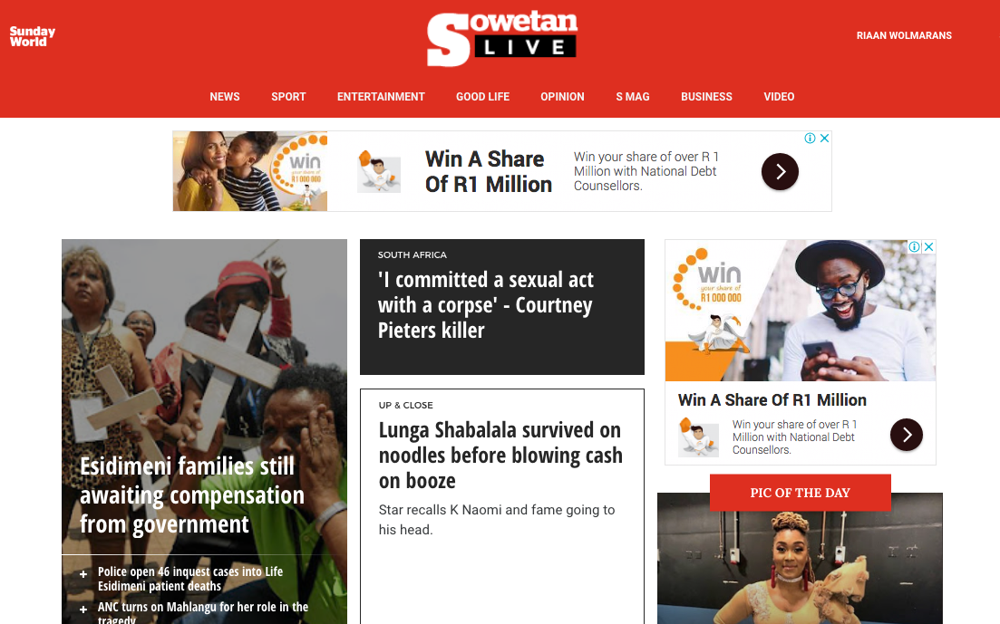 Sunday
World
Sowetan
LIVE
RIAAN WOLMARANS
NEWS SPORT ENTERTAINMENT GOOD LIFE OPINION S MAG BUSINESS VIDEO
win
your share of
R1 000 000
Win A Share
Of R1 Million
Win your share of over R 1
Million with National Debt
Counsellors.
Esidimeni families still
awaiting compensation
from government
+ Police open 46 inquest cases into Life
Esidimeni patient deaths
+ ANC turns on Mahlangu for her role in the
tragedy
SOUTH AFRICA
'I committed a sexual act
with a corpse' - Courtney
Pieters killer
UP & CLOSE
Lunga Shabalala survived on
noodles before blowing cash
on booze
Star recalls K Naomi and fame going to
his head.
win
your share of
R1 000 000
Win A Share Of R1 Million
Win your share of over R 1
Million with National Debt
Counsellors.
PIC OF THE DAY